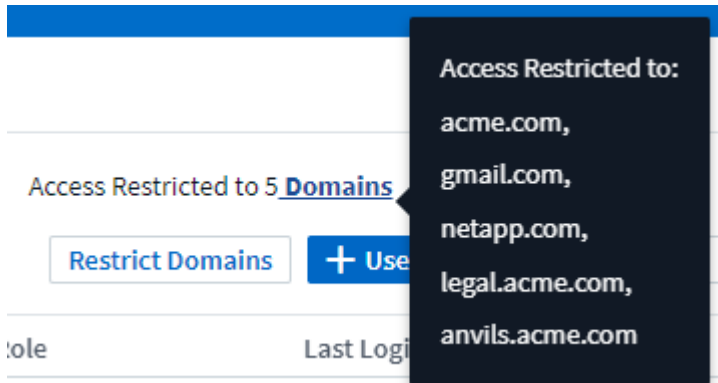 Access Restricted to 5 Domains
Restrict Domains
+ Use
ole
Last Logi
Access Restricted to:
acme.com,
gmail.com,
netapp.com,
legal.acme.com,
anvils.acme.com